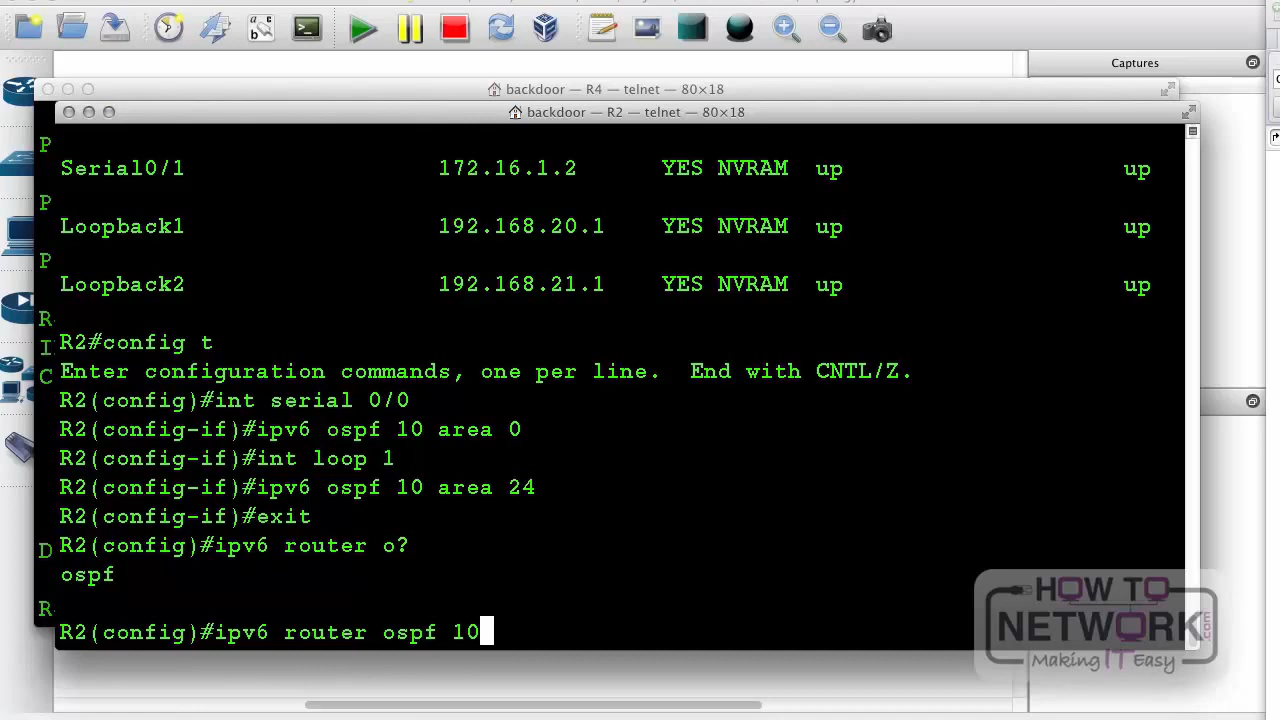 Captures
backdoor — R4 — telnet — 80×18
backdoor — R2 — telnet — 80×18
P
Serial0/1 172.16.1.2 YES NVRAM up up
P
Loopback1 192.168.20.1 YES NVRAM up up
P
Loopback2 192.168.21.1 YES NVRAM up up
R
R2#config t
I
Enter configuration commands, one per line. End with CNTL/Z.
C
R2(config)#int serial 0/0
R2(config-if)#ipv6 ospf 10 area 0
R2(config-if)#int loop 1
R2(config-if)#ipv6 ospf 10 area 24
R2(config-if)#exit
R2(config)#ipv6 router o?
D
ospf
R
R2(config)#ipv6 router ospf 10
HOW TO
NETWORK.com
Making IT Easy